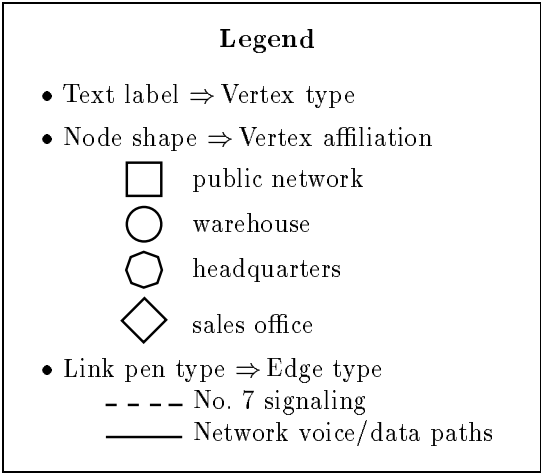 Legend
• Text label ⇒ Vertex type
• Node shape ⇒ Vertex affiliation
public network
warehouse
headquarters
sales office
• Link pen type ⇒ Edge type
No. 7 signaling
Network voice/data paths